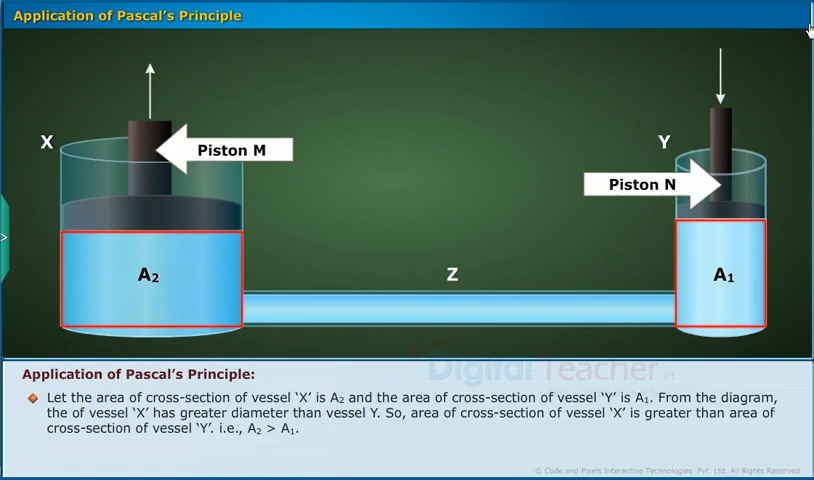 Application of Pascal's Principle
X
Y
Piston M
Piston N
A₂
Z
A₁
Digital Teacher.in
Application of Pascal's Principle:
Let the area of cross-section of vessel 'X' is A₂ and the area of cross-section of vessel 'Y' is A₁. From the diagram,
the of vessel 'X' has greater diameter than vessel Y. So, area of cross-section of vessel 'X' is greater than area of
cross-section of vessel 'Y'. i.e., A₂ > A₁.
© Code and Pixels Interactive Technologies. Pvt. Ltd. All Rights Reserved.